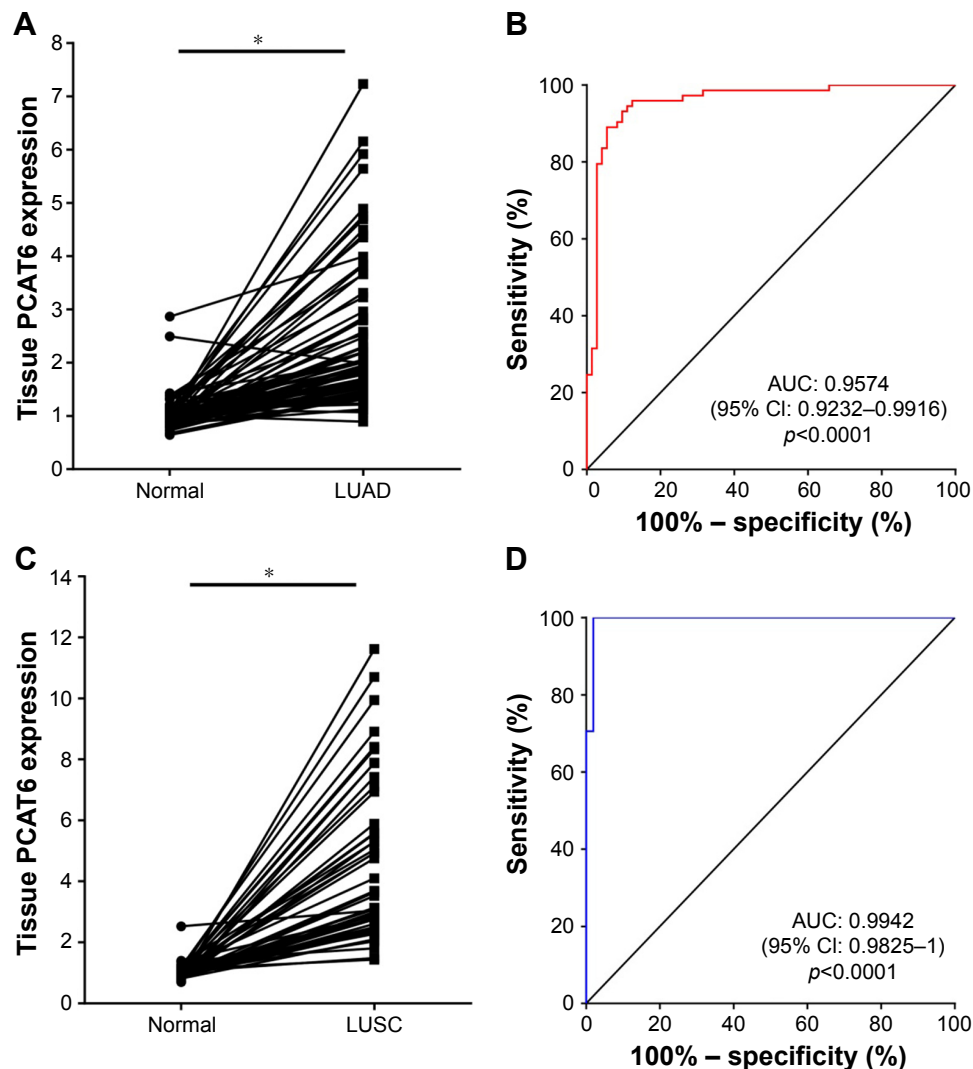 A
*
Tissue PCAT6 expression
8
7
6
5
4
3
2
1
0
Normal LUAD
B
Sensitivity (%)
100
80
60
40
20
0
AUC: 0.9574
(95% CI: 0.9232–0.9916)
p<0.0001
0 20 40 60 80 100
100% – specificity (%)
C
*
Tissue PCAT6 expression
14
12
10
8
6
4
2
0
Normal LUSC
D
Sensitivity (%)
100
80
60
40
20
0
AUC: 0.9942
(95% CI: 0.9825–1)
p<0.0001
0 20 40 60 80 100
100% – specificity (%)